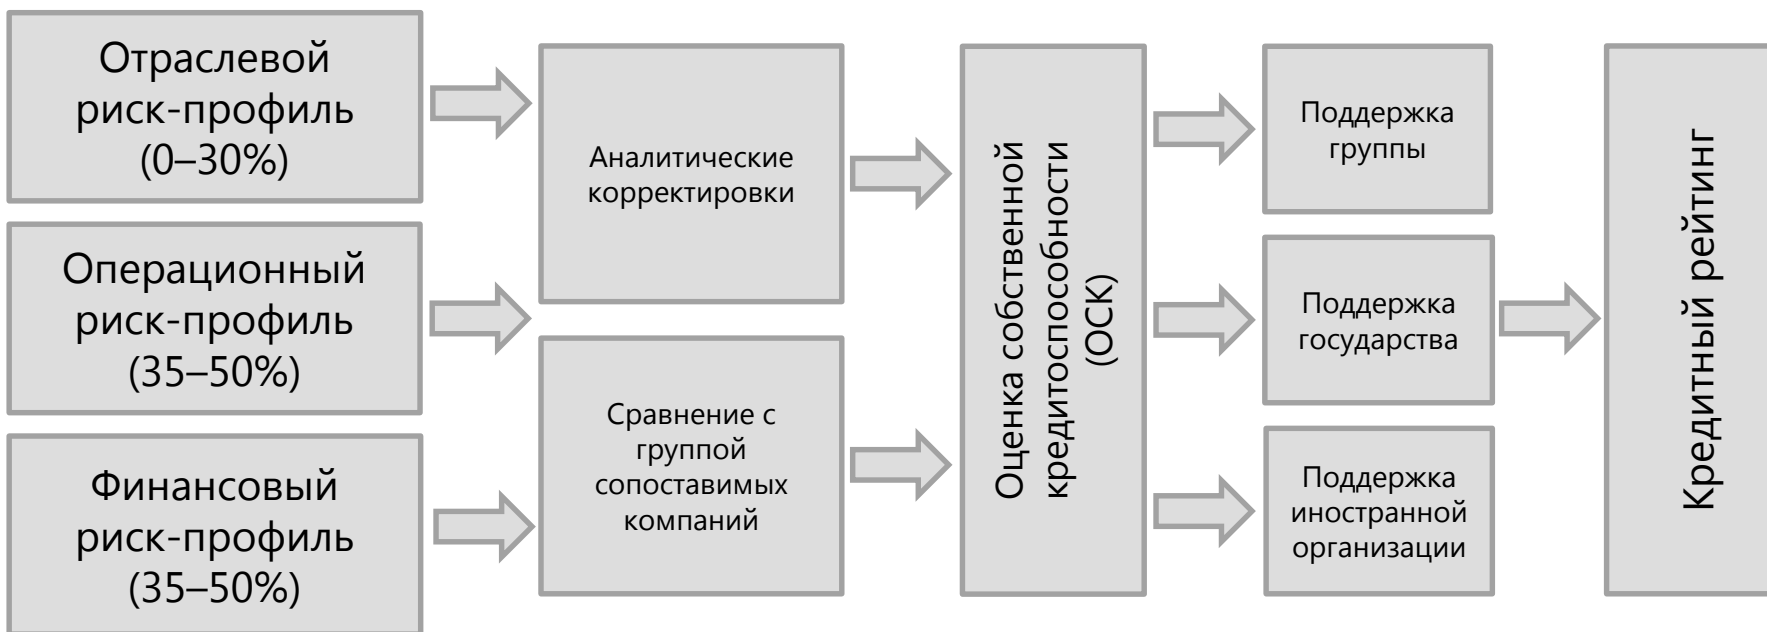 Отраслевой
риск-профиль
(0–30%)
Операционный
риск-профиль
(35–50%)
Финансовый
риск-профиль
(35–50%)
Аналитические
корректировки
Сравнение с
группой
сопоставимых
компаний
Оценка собственной
кредитоспособности
(ОСК)
Поддержка
группы
Поддержка
государства
Поддержка
иностранной
организации
Кредитный рейтинг